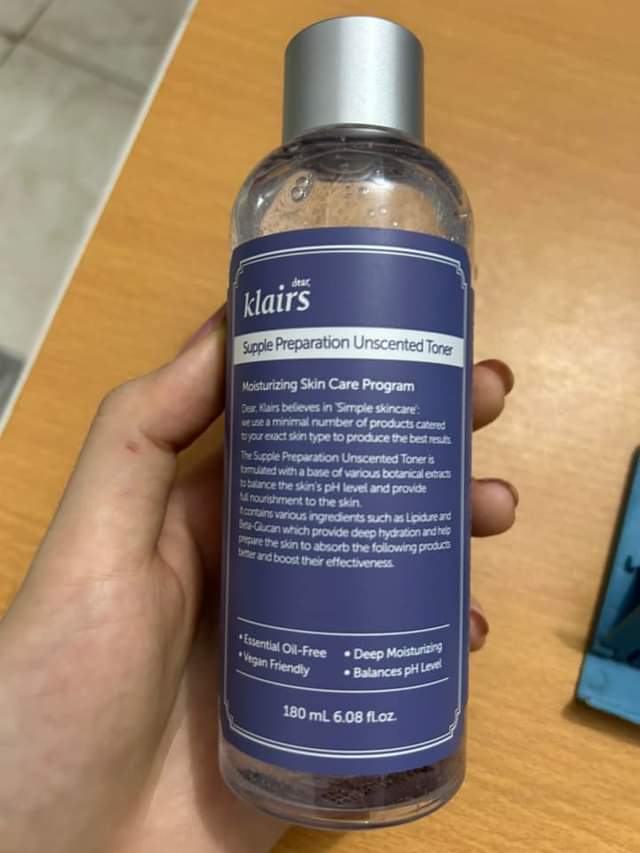 dear,
klairs
Supple Preparation Unscented Toner
Moisturizing Skin Care Program
Dear, Klairs believes in 'Simple skincare':
we use a minimal number of products catered
to your exact skin type to produce the best results.
The Supple Preparation Unscented Toner is
formulated with a base of various botanical extracts
to balance the skin's pH level and provide
full nourishment to the skin.
It contains various ingredients such as Lipidure and
Beta-Glucan which provide deep hydration and help
prepare the skin to absorb the following products
better and boost their effectiveness.
• Essential Oil-Free • Deep Moisturizing
• Vegan Friendly • Balances pH Level
180 mL 6.08 fl.oz.